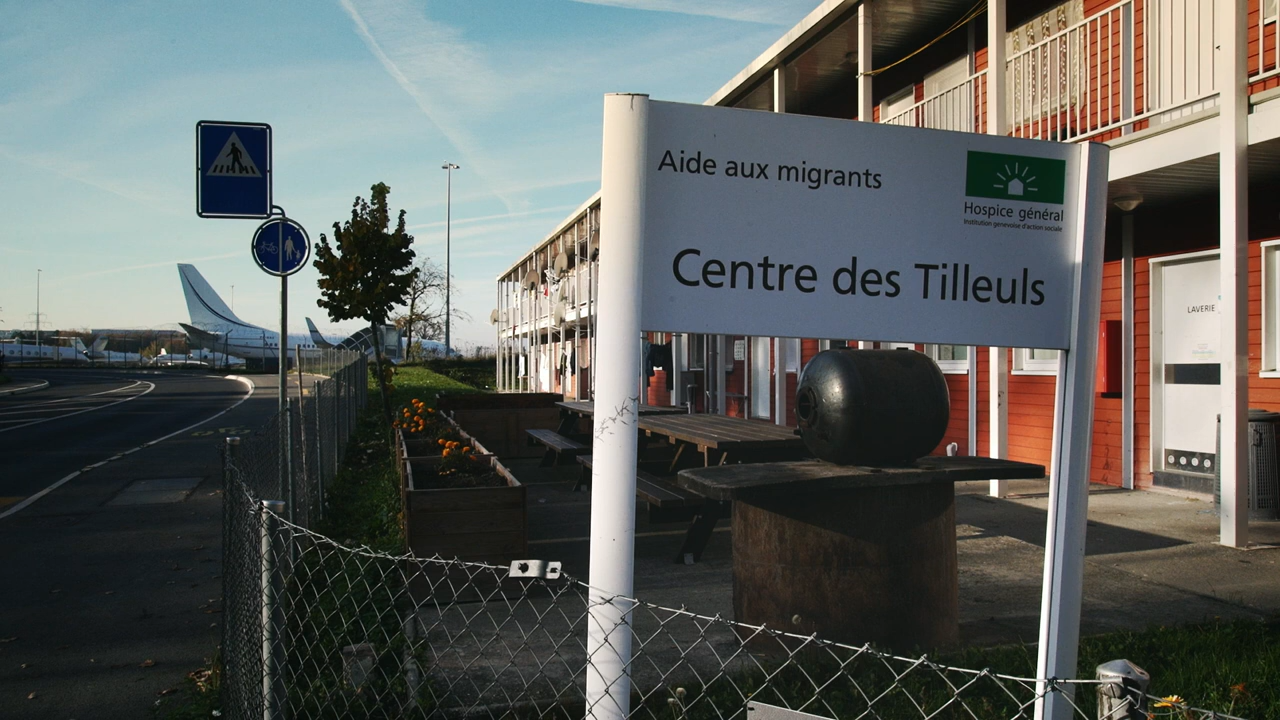 Aide aux migrants
Hospice général
Institution genevoise d'action sociale
Centre des Tilleuls
LAVERIE